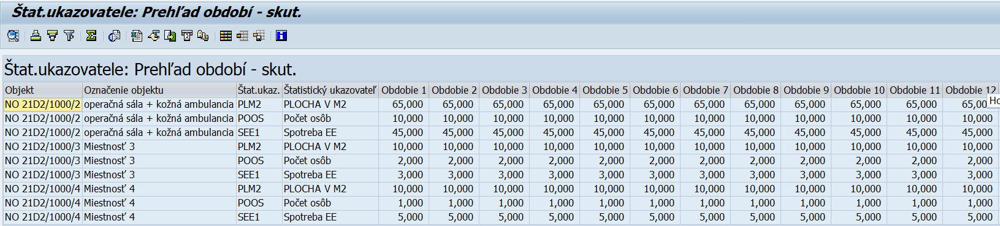 Štat.ukazovatele: Prehľad období - skut.
Štat.ukazovatele: Prehľad období - skut.
Objekt Označenie objektu Štat.ukaz. Štatistický ukazovateľ Obdobie 1 Obdobie 2 Obdobie 3 Obdobie 4 Obdobie 5 Obdobie 6 Obdobie 7 Obdobie 8 Obdobie 9 Obdobie 10 Obdobie 11 Obdobie 12
NO 21D2/1000/2 operačná sála + kožná ambulancia PLM2 PLOCHA V M2 65,000 65,000 65,000 65,000 65,000 65,000 65,000 65,000 65,000 65,000 65,000 65,000 Ho
NO 21D2/1000/2 operačná sála + kožná ambulancia POOS Počet osôb 10,000 10,000 10,000 10,000 10,000 10,000 10,000 10,000 10,000 10,000 10,000 10,000
NO 21D2/1000/2 operačná sála + kožná ambulancia SEE1 Spotreba EE 45,000 45,000 45,000 45,000 45,000 45,000 45,000 45,000 45,000 45,000 45,000 45,000
NO 21D2/1000/3 Miestnosť 3 PLM2 PLOCHA V M2 10,000 10,000 10,000 10,000 10,000 10,000 10,000 10,000 10,000 10,000 10,000 10,000
NO 21D2/1000/3 Miestnosť 3 POOS Počet osôb 2,000 2,000 2,000 2,000 2,000 2,000 2,000 2,000 2,000 2,000 2,000 2,000
NO 21D2/1000/3 Miestnosť 3 SEE1 Spotreba EE 3,000 3,000 3,000 3,000 3,000 3,000 3,000 3,000 3,000 3,000 3,000 3,000
NO 21D2/1000/4 Miestnosť 4 PLM2 PLOCHA V M2 10,000 10,000 10,000 10,000 10,000 10,000 10,000 10,000 10,000 10,000 10,000 10,000
NO 21D2/1000/4 Miestnosť 4 POOS Počet osôb 1,000 1,000 1,000 1,000 1,000 1,000 1,000 1,000 1,000 1,000 1,000 1,000
NO 21D2/1000/4 Miestnosť 4 SEE1 Spotreba EE 5,000 5,000 5,000 5,000 5,000 5,000 5,000 5,000 5,000 5,000 5,000 5,000